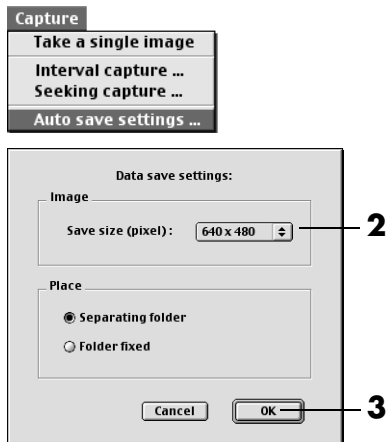 Capture
Take a single image
Interval capture ...
Seeking capture ...
Auto save settings ...
Data save settings:
Image
Save size (pixel) : 640 x 480 2
Place
Separating folder
Folder fixed
Cancel OK 3